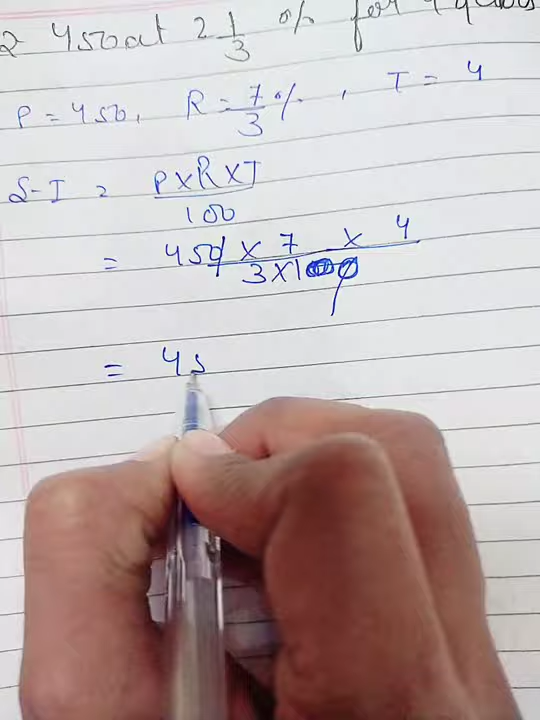 2 450 at 2 1/3 % for 4 years
P = 450, R = 7/3 %, T = 4
S-I = P×R×T/100
= 450 × 7 × 4/3×100
= 45